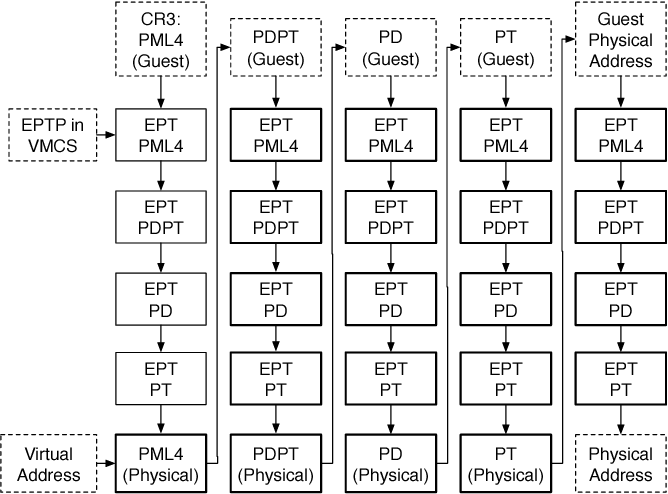 CR3:
PML4
(Guest)
PDPT
(Guest)
PD
(Guest)
PT
(Guest)
Guest
Physical
Address
EPTP in
VMCS
EPT
PML4
EPT
PML4
EPT
PML4
EPT
PML4
EPT
PML4
EPT
PDPT
EPT
PDPT
EPT
PDPT
EPT
PDPT
EPT
PDPT
EPT
PD
EPT
PD
EPT
PD
EPT
PD
EPT
PD
EPT
PT
EPT
PT
EPT
PT
EPT
PT
EPT
PT
Virtual
Address
PML4
(Physical)
PDPT
(Physical)
PD
(Physical)
PT
(Physical)
Physical
Address